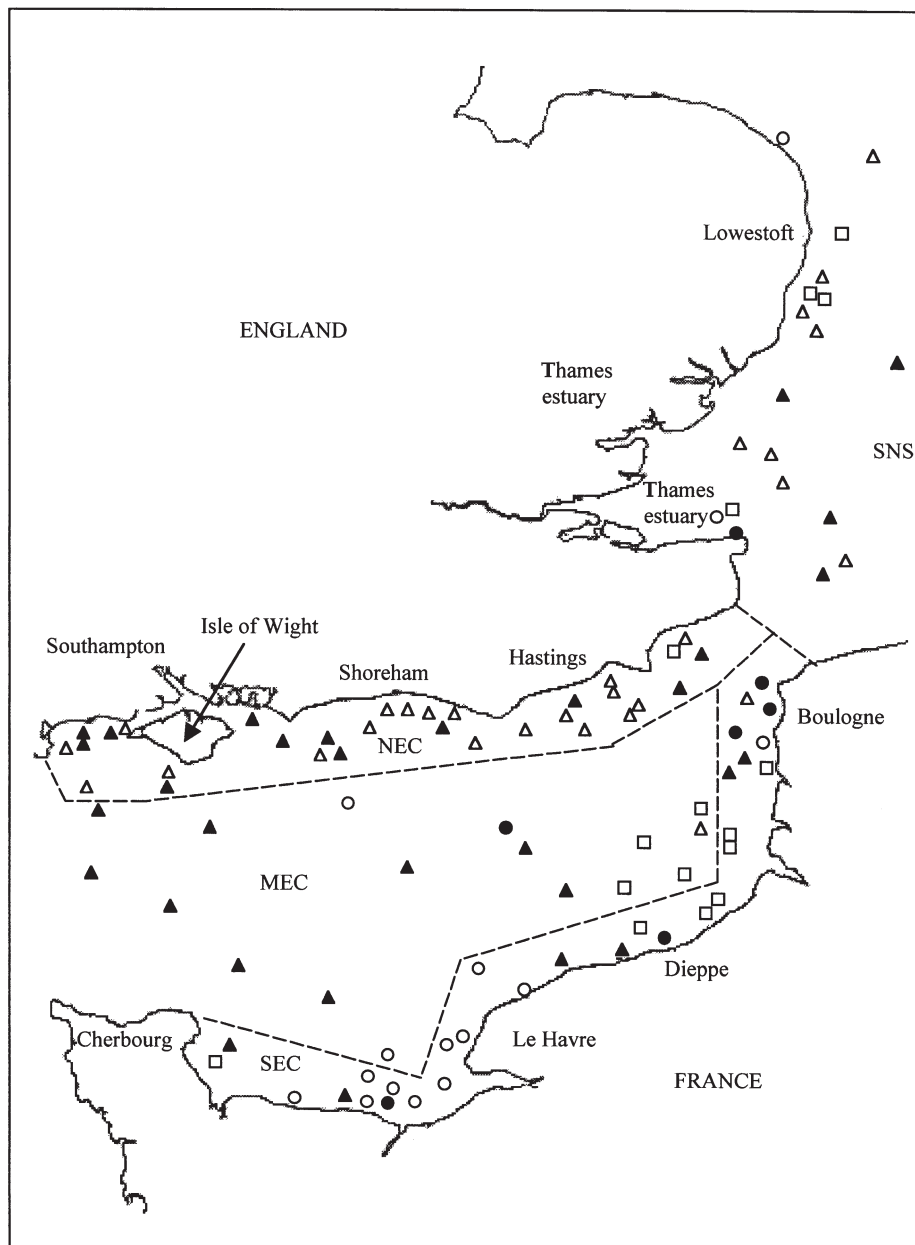 Lowestoft
ENGLAND
Thames
estuary
SNS
Thames
estuary
Isle of Wight
Southampton
Hastings
Shoreham
Boulogne
NEC
MEC
Dieppe
Cherbourg
Le Havre
SEC
FRANCE